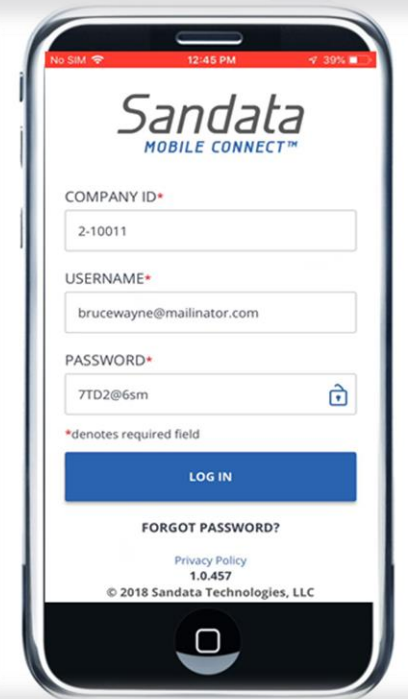 No SIM 12:45 PM 39%
Sandata
MOBILE CONNECT™
COMPANY ID*
2-10011
USERNAME*
brucewayne@mailinator.com
PASSWORD*
7TD2@6sm
*denotes required field
LOG IN
FORGOT PASSWORD?
Privacy Policy
1.0.457
© 2018 Sandata Technologies, LLC